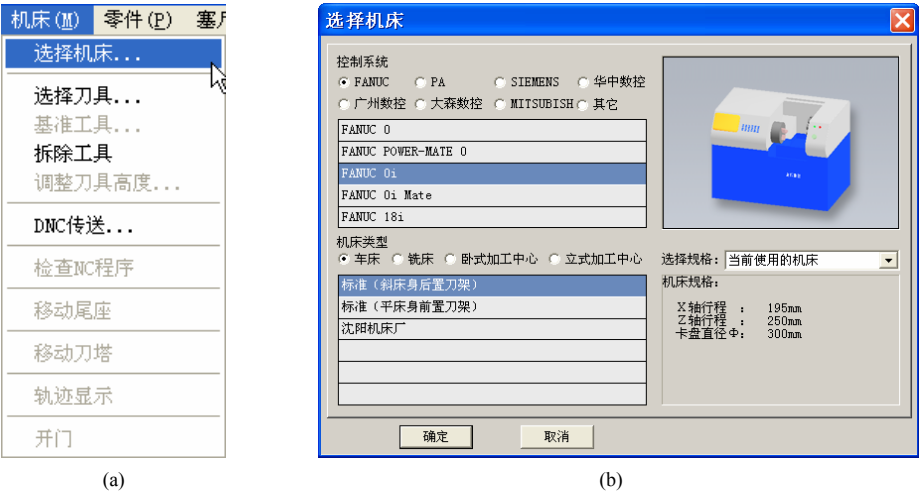 机床(M) 零件(P) 塞尺
选择机床...
选择刀具...
基准工具...
拆除工具
调整刀具高度...
DNC传送...
检查NC程序
移动尾座
移动刀塔
轨迹显示
开门
(a)
选择机床
控制系统
FANUC PA SIEMENS 华中数控
广州数控 大森数控 MITSUBISH 其它
FANUC 0
FANUC POWER-MATE 0
FANUC 0i
FANUC 0i Mate
FANUC 18i
机床类型
车床 铣床 卧式加工中心 立式加工中心
标准（斜床身后置刀架）
标准（平床身前置刀架）
沈阳机床厂
选择规格: 当前使用的机床
机床规格:
X轴行程 : 195mm
Z轴行程 : 250mm
卡盘直径Φ: 300mm
确定 取消
(b)